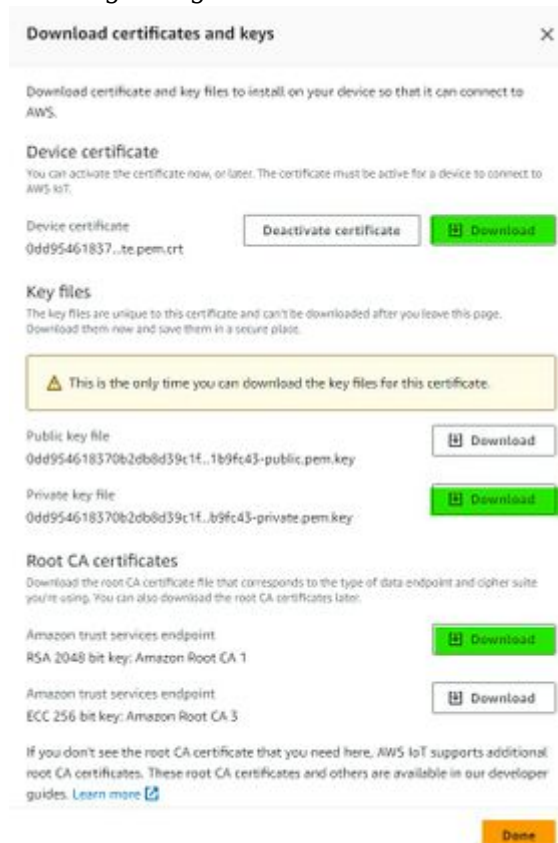 Download certificates and keys
Download certificate and key files to install on your device so that it can connect to
AWS.
Device certificate
You can activate the certificate now, or later. The certificate must be active for a device to connect to
AWS IoT.
Device certificate
Deactivate certificate
Download
0dd95461837...te.pem.crt
Key files
The key files are unique to this certificate and can't be downloaded after you leave this page.
Download them now and save them in a secure place.
This is the only time you can download the key files for this certificate.
Public key file
Download
0dd954618370b2db8d39c1f...1b9fc43-public.pem.key
Private key file
Download
0dd954618370b2db8d39c1f...b9fc43-private.pem.key
Root CA certificates
Download the root CA certificate file that corresponds to the type of data endpoint and cipher suite
you're using. You can also download the root CA certificates later.
Amazon trust services endpoint
Download
RSA 2048 bit key: Amazon Root CA 1
Amazon trust services endpoint
Download
ECC 256 bit key: Amazon Root CA 3
If you don't see the root CA certificate that you need here, AWS IoT supports additional
root CA certificates. These root CA certificates and others are available in our developer
guides. Learn more
Done